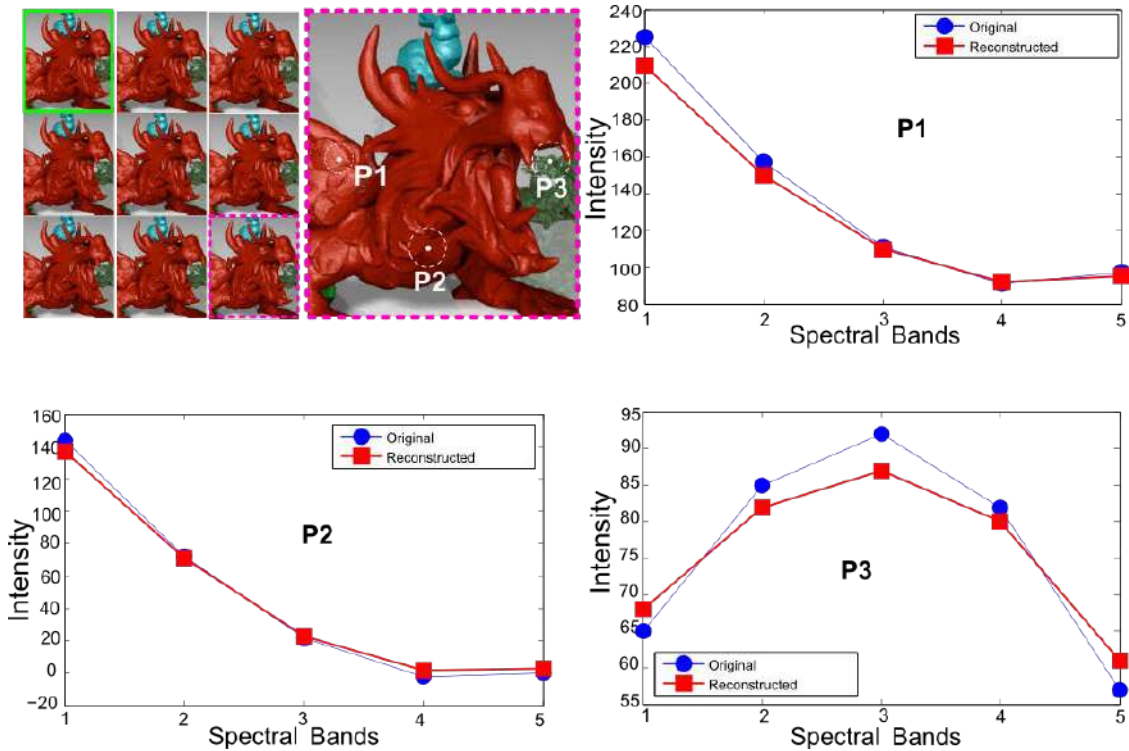 P1
P2
P3
240
220
200
180
160
140
120
100
80
Intensity
Original
Reconstructed
P1
1 2 3 4 5
Spectral Bands
160
140
120
100
80
60
40
20
0
−20
Intensity
Original
Reconstructed
P2
1 2 3 4 5
Spectral Bands
95
90
85
80
75
70
65
60
55
Intensity
P3
Original
Reconstructed
1 2 3 4 5
Spectral Bands